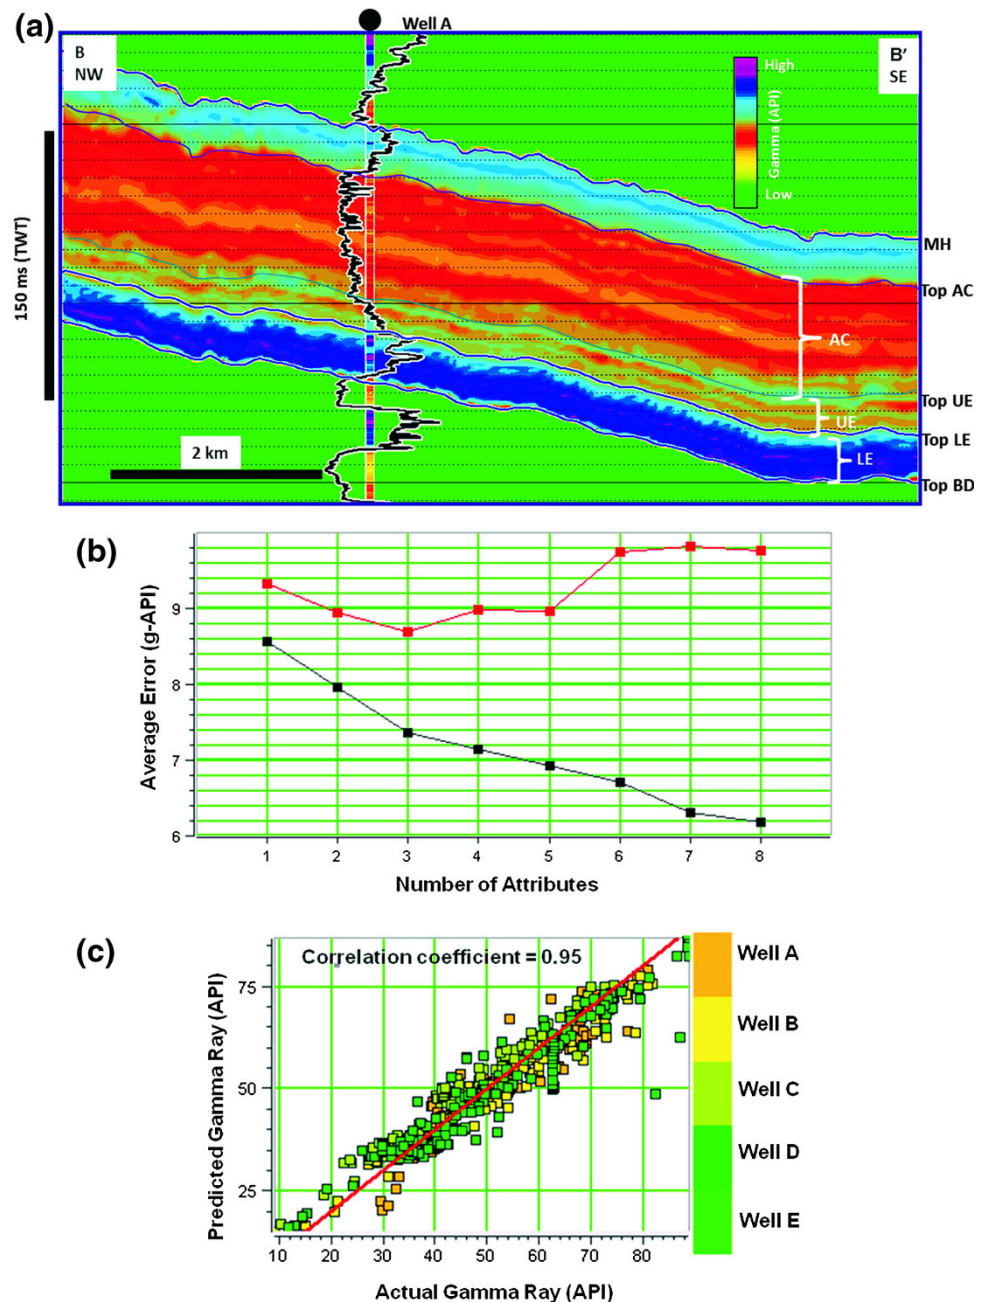 (a)
Well A
B
NW
B'
SE
High
Gamma (API)
Low
150 ms (TWT)
MH
Top AC
AC
Top UE
UE
Top LE
LE
Top BD
2 km
(b)
Average Error (g-API)
9
8
7
6
1 2 3 4 5 6 7 8
Number of Attributes
(c)
Correlation coefficient = 0.95
Predicted Gamma Ray (API)
75
50
25
10 20 30 40 50 60 70 80
Actual Gamma Ray (API)
Well A
Well B
Well C
Well D
Well E